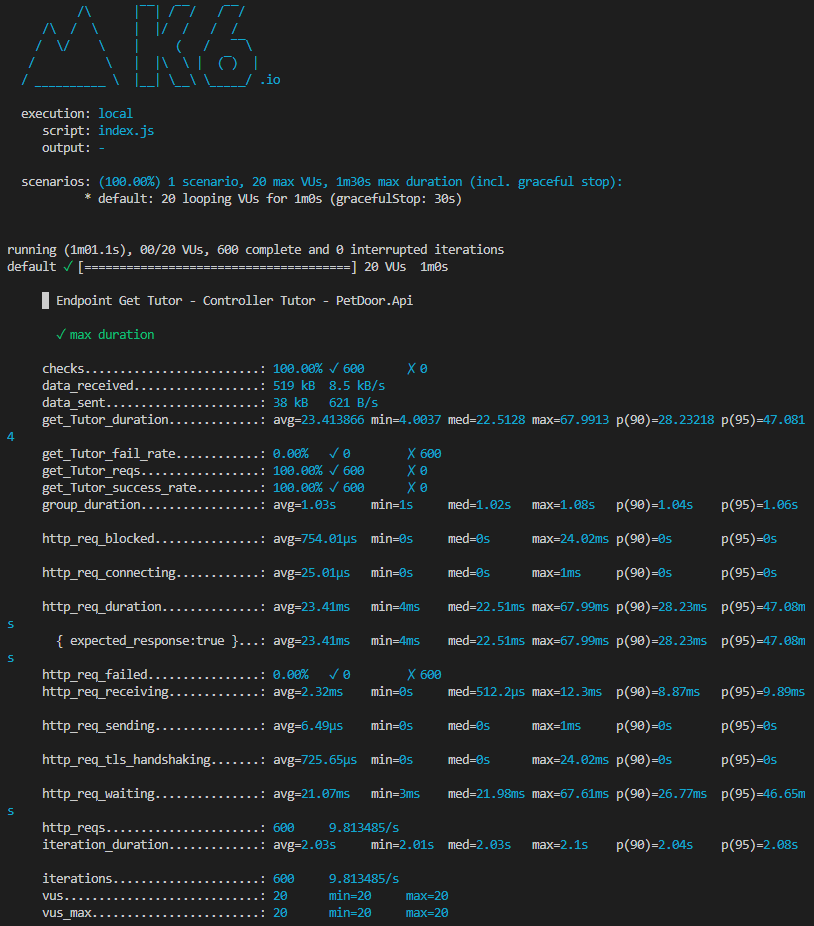 /\      |‾‾| /‾‾/   /‾‾/
/\  /  \     |  |/  /   /  /
/  \/    \    |     (   /   ‾‾\
/          \   |  |\  \ |  (‾)  |
/ __________ \  |__| \__\ \_____/ .io
execution: local
script: index.js
output: -
scenarios: (100.00%) 1 scenario, 20 max VUs, 1m30s max duration (incl. graceful stop):
* default: 20 looping VUs for 1m0s (gracefulStop: 30s)
running (1m01.1s), 00/20 VUs, 600 complete and 0 interrupted iterations
default ✓ [======================================] 20 VUs  1m0s
█ Endpoint Get Tutor - Controller Tutor - PetDoor.Api
✓ max duration
checks.........................: 100.00% ✓ 600      ✗ 0
data_received..................: 519 kB  8.5 kB/s
data_sent......................: 38 kB   621 B/s
get_Tutor_duration.............: avg=23.413866 min=4.0037 med=22.5128 max=67.9913 p(90)=28.23218 p(95)=47.081
4
get_Tutor_fail_rate............: 0.00%   ✓ 0        ✗ 600
get_Tutor_reqs.................: 100.00% ✓ 600      ✗ 0
get_Tutor_success_rate.........: 100.00% ✓ 600      ✗ 0
group_duration.................: avg=1.03s     min=1s     med=1.02s   max=1.08s   p(90)=1.04s    p(95)=1.06s
http_req_blocked...............: avg=754.01µs  min=0s     med=0s      max=24.02ms p(90)=0s       p(95)=0s
http_req_connecting............: avg=25.01µs   min=0s     med=0s      max=1ms     p(90)=0s       p(95)=0s
http_req_duration..............: avg=23.41ms   min=4ms    med=22.51ms max=67.99ms p(90)=28.23ms  p(95)=47.08m
s
{ expected_response:true }...: avg=23.41ms   min=4ms    med=22.51ms max=67.99ms p(90)=28.23ms  p(95)=47.08m
s
http_req_failed................: 0.00%   ✓ 0        ✗ 600
http_req_receiving.............: avg=2.32ms    min=0s     med=512.2µs max=12.3ms  p(90)=8.87ms   p(95)=9.89ms
http_req_sending...............: avg=6.49µs    min=0s     med=0s      max=1ms     p(90)=0s       p(95)=0s
http_req_tls_handshaking.......: avg=725.65µs  min=0s     med=0s      max=24.02ms p(90)=0s       p(95)=0s
http_req_waiting...............: avg=21.07ms   min=3ms    med=21.98ms max=67.61ms p(90)=26.77ms  p(95)=46.65m
s
http_reqs......................: 600     9.813485/s
iteration_duration.............: avg=2.03s     min=2.01s  med=2.03s   max=2.1s    p(90)=2.04s    p(95)=2.08s
iterations.....................: 600     9.813485/s
vus............................: 20      min=20     max=20
vus_max........................: 20      min=20     max=20